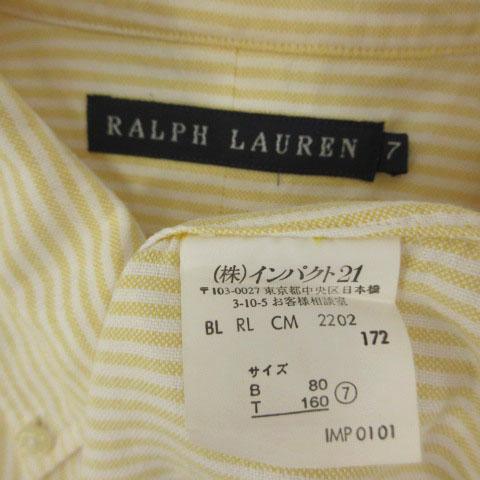 RALPH LAUREN 7
(株)インパクト21
〒103-0027 東京都中央区日本橋
3-10-5 お客様相談室
BL RL CM 2202
172
サイズ
B 80
T 160 ⑦
IMP 0101